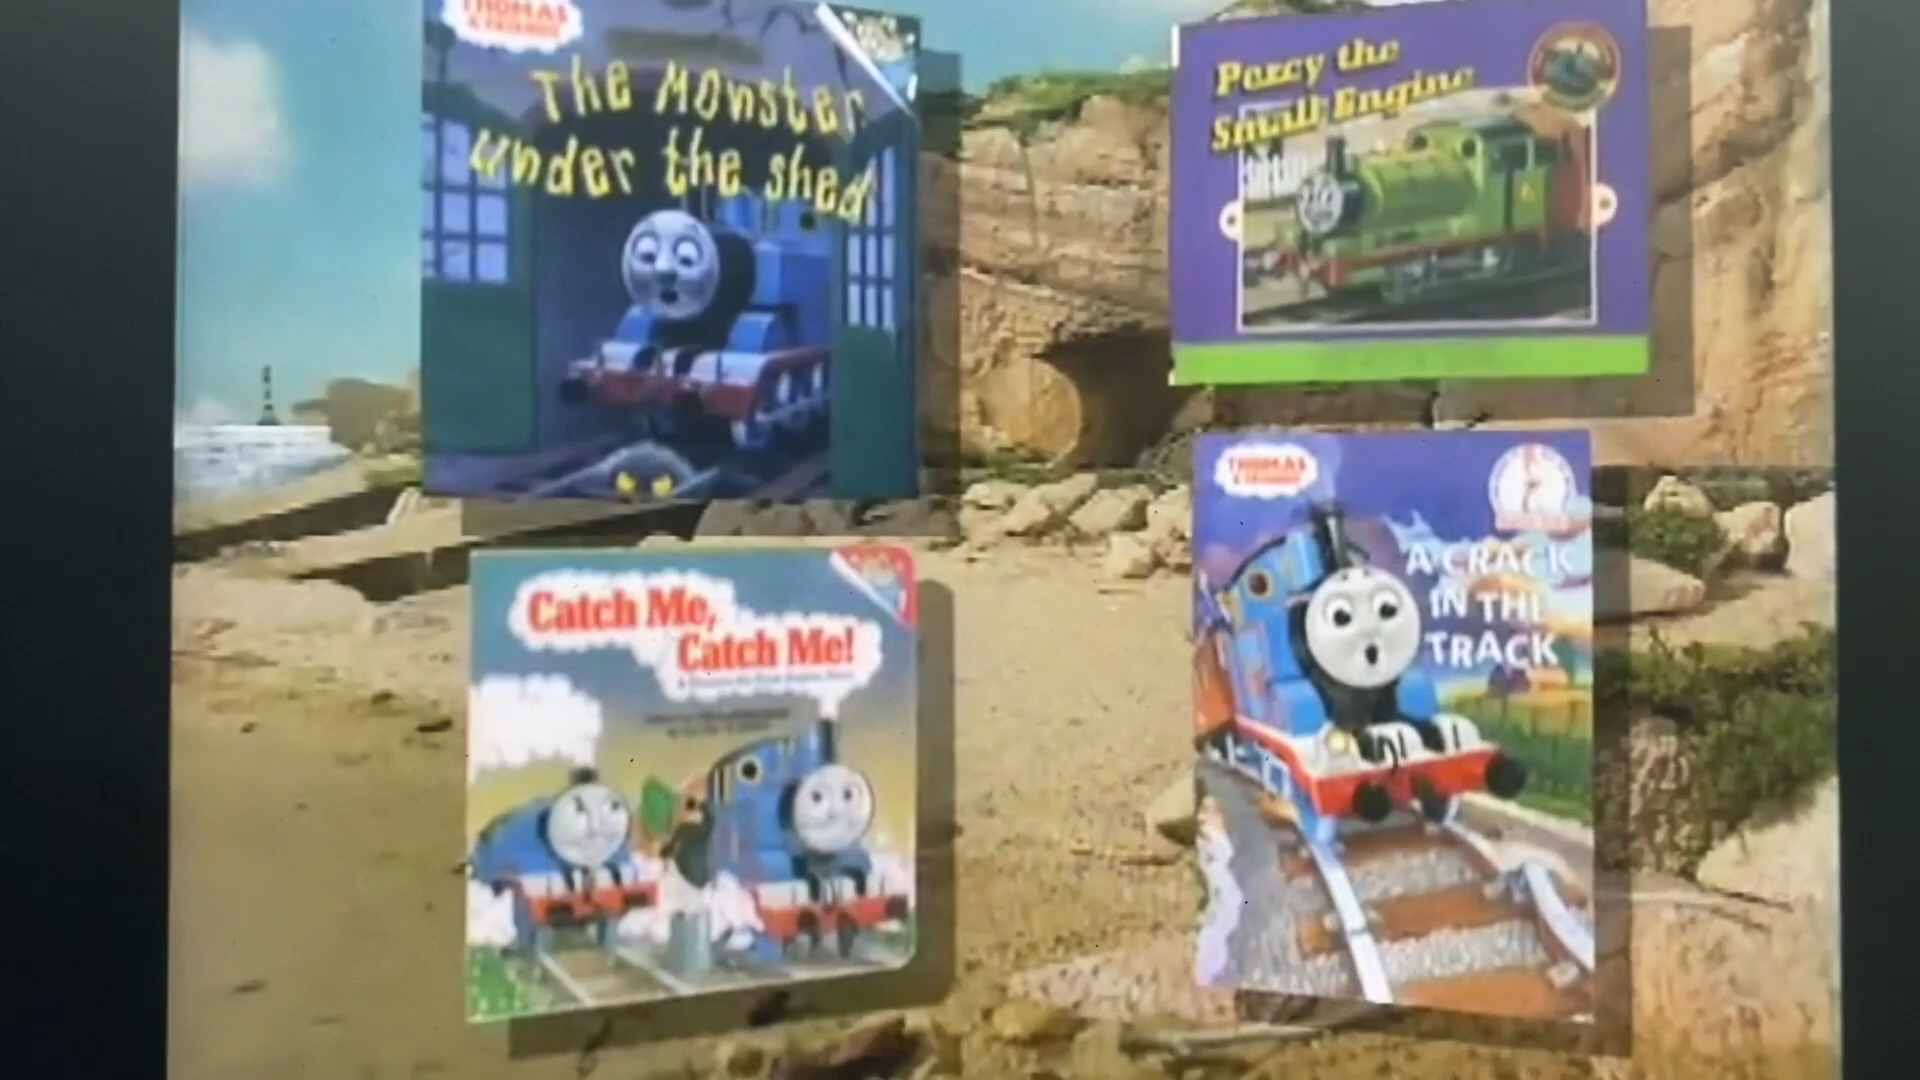 THOMAS
& FRIENDS
The Monster
under the shed
Percy the
Small Engine
Catch Me,
Catch Me!
THOMAS
& FRIENDS
A CRACK
IN THE
TRACK